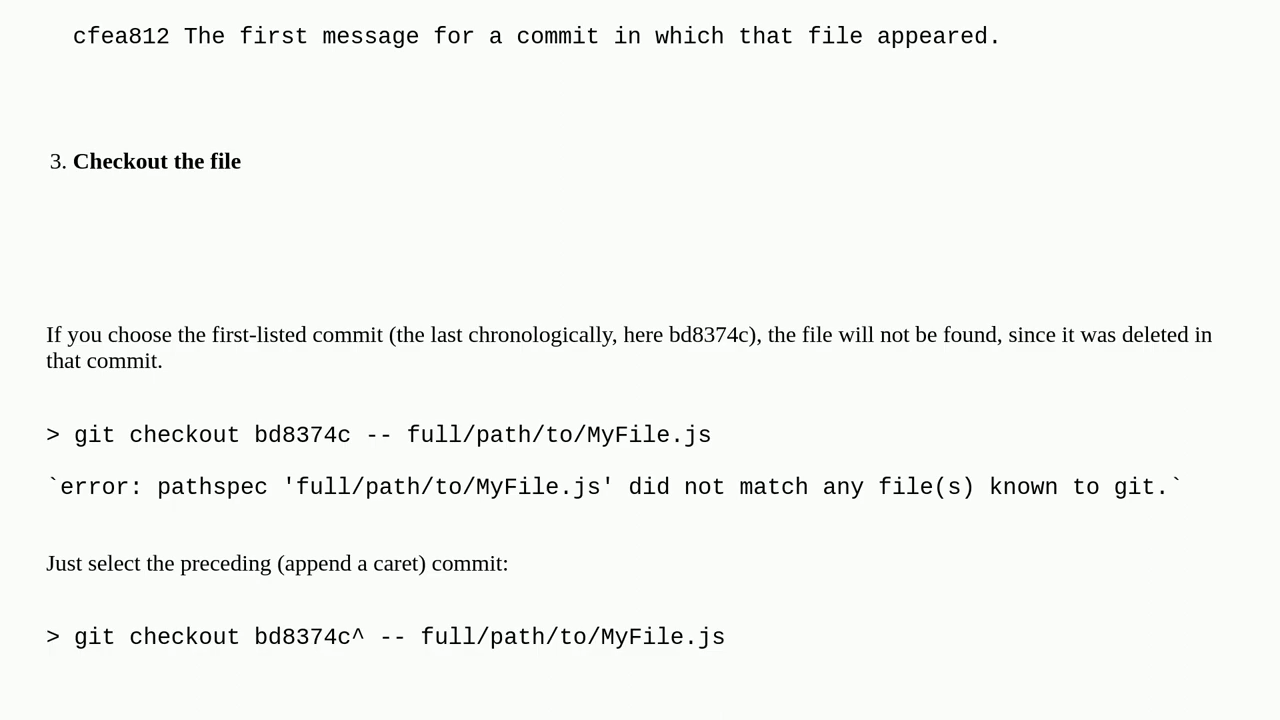 cfea812 The first message for a commit in which that file appeared.
3. Checkout the file
If you choose the first-listed commit (the last chronologically, here bd8374c), the file will not be found, since it was deleted in
that commit.
> git checkout bd8374c -- full/path/to/MyFile.js
`error: pathspec 'full/path/to/MyFile.js' did not match any file(s) known to git.`
Just select the preceding (append a caret) commit:
> git checkout bd8374c^ -- full/path/to/MyFile.js